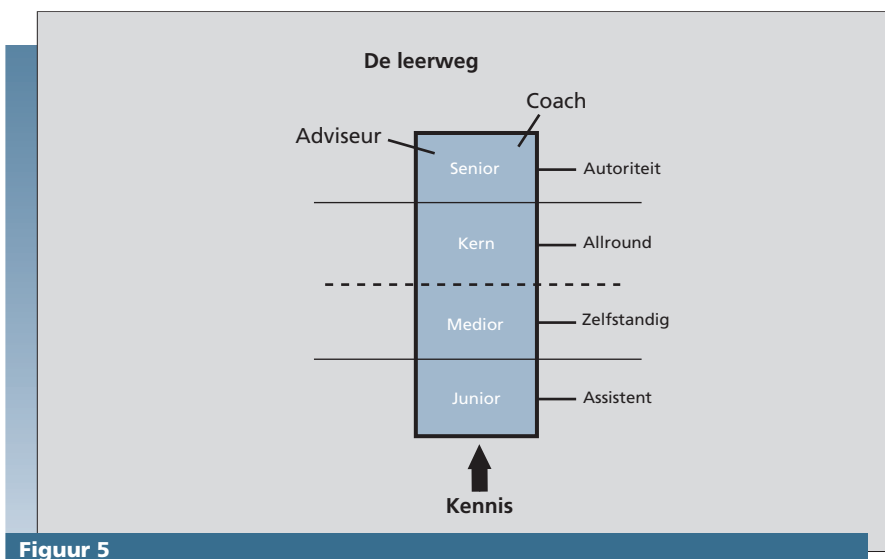 De leerweg
Coach
Adviseur
Senior
Autoriteit
Kern
Allround
Medior
Zelfstandig
Junior
Assistent
Kennis
Figuur 5